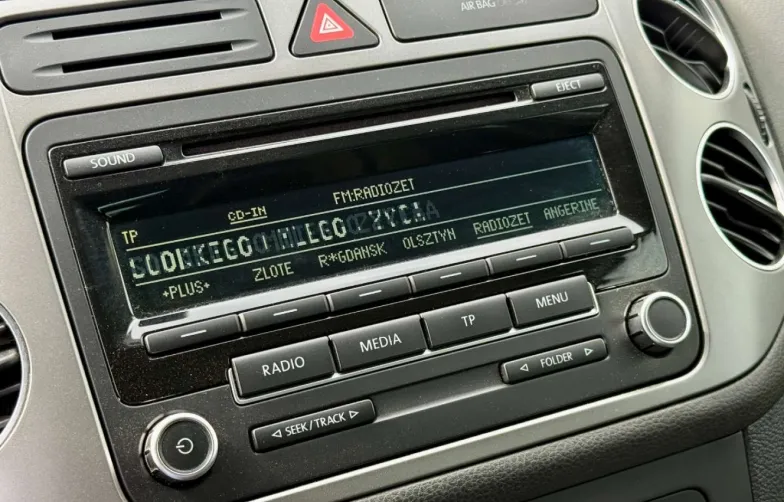 AIR BAG
EJECT
SOUND
CD-IN FM:RADIOZET
TP
+PLUS+ ZLOTE R*GDANSK OLSZTYN RADIOZET ANGERIHE
RADIO MEDIA TP MENU
◁ FOLDER ▷
◁ SEEK/TRACK ▷